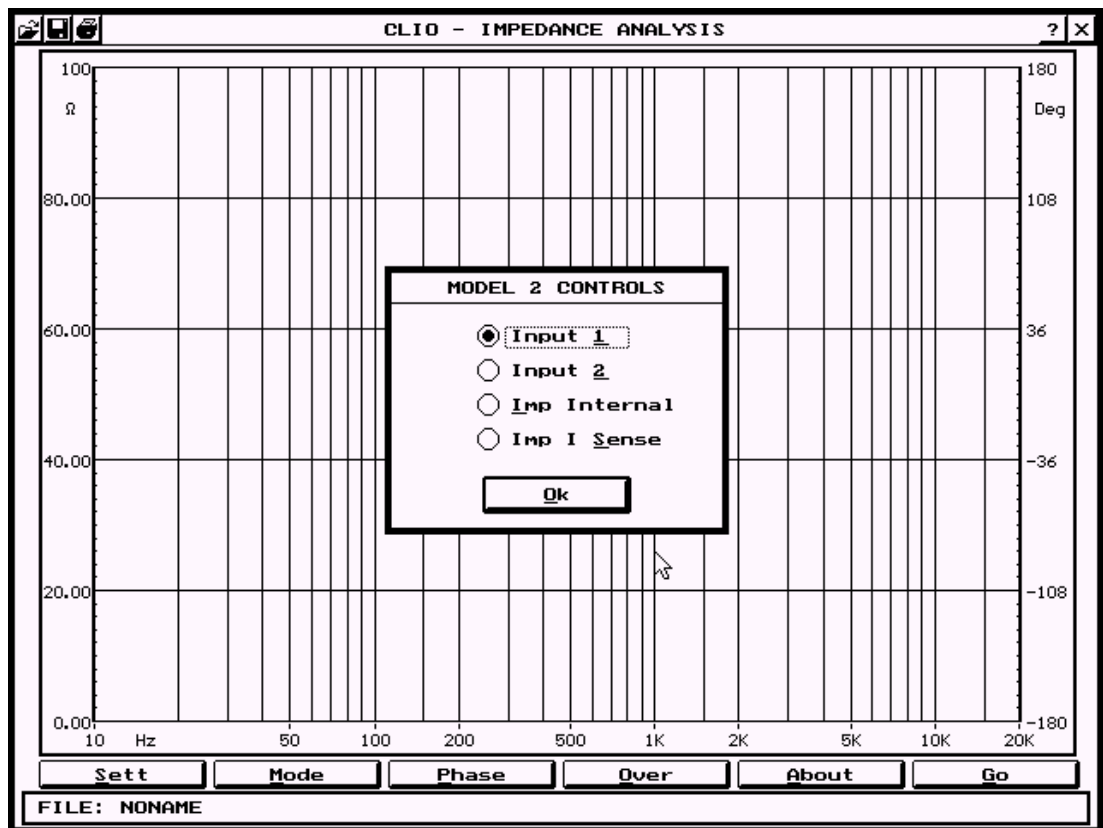 CLIO - IMPEDANCE ANALYSIS ? ×
100 180
Ω Deg
80.00 108
MODEL 2 CONTROLS
60.00 36
Input 1
Input 2
Imp Internal
Imp I Sense
40.00 -36
Ok
20.00 -108
0.00 -180
10 Hz 50 100 200 500 1K 2K 5K 10K 20K
Sett Mode Phase Over About Go
FILE: NONAME